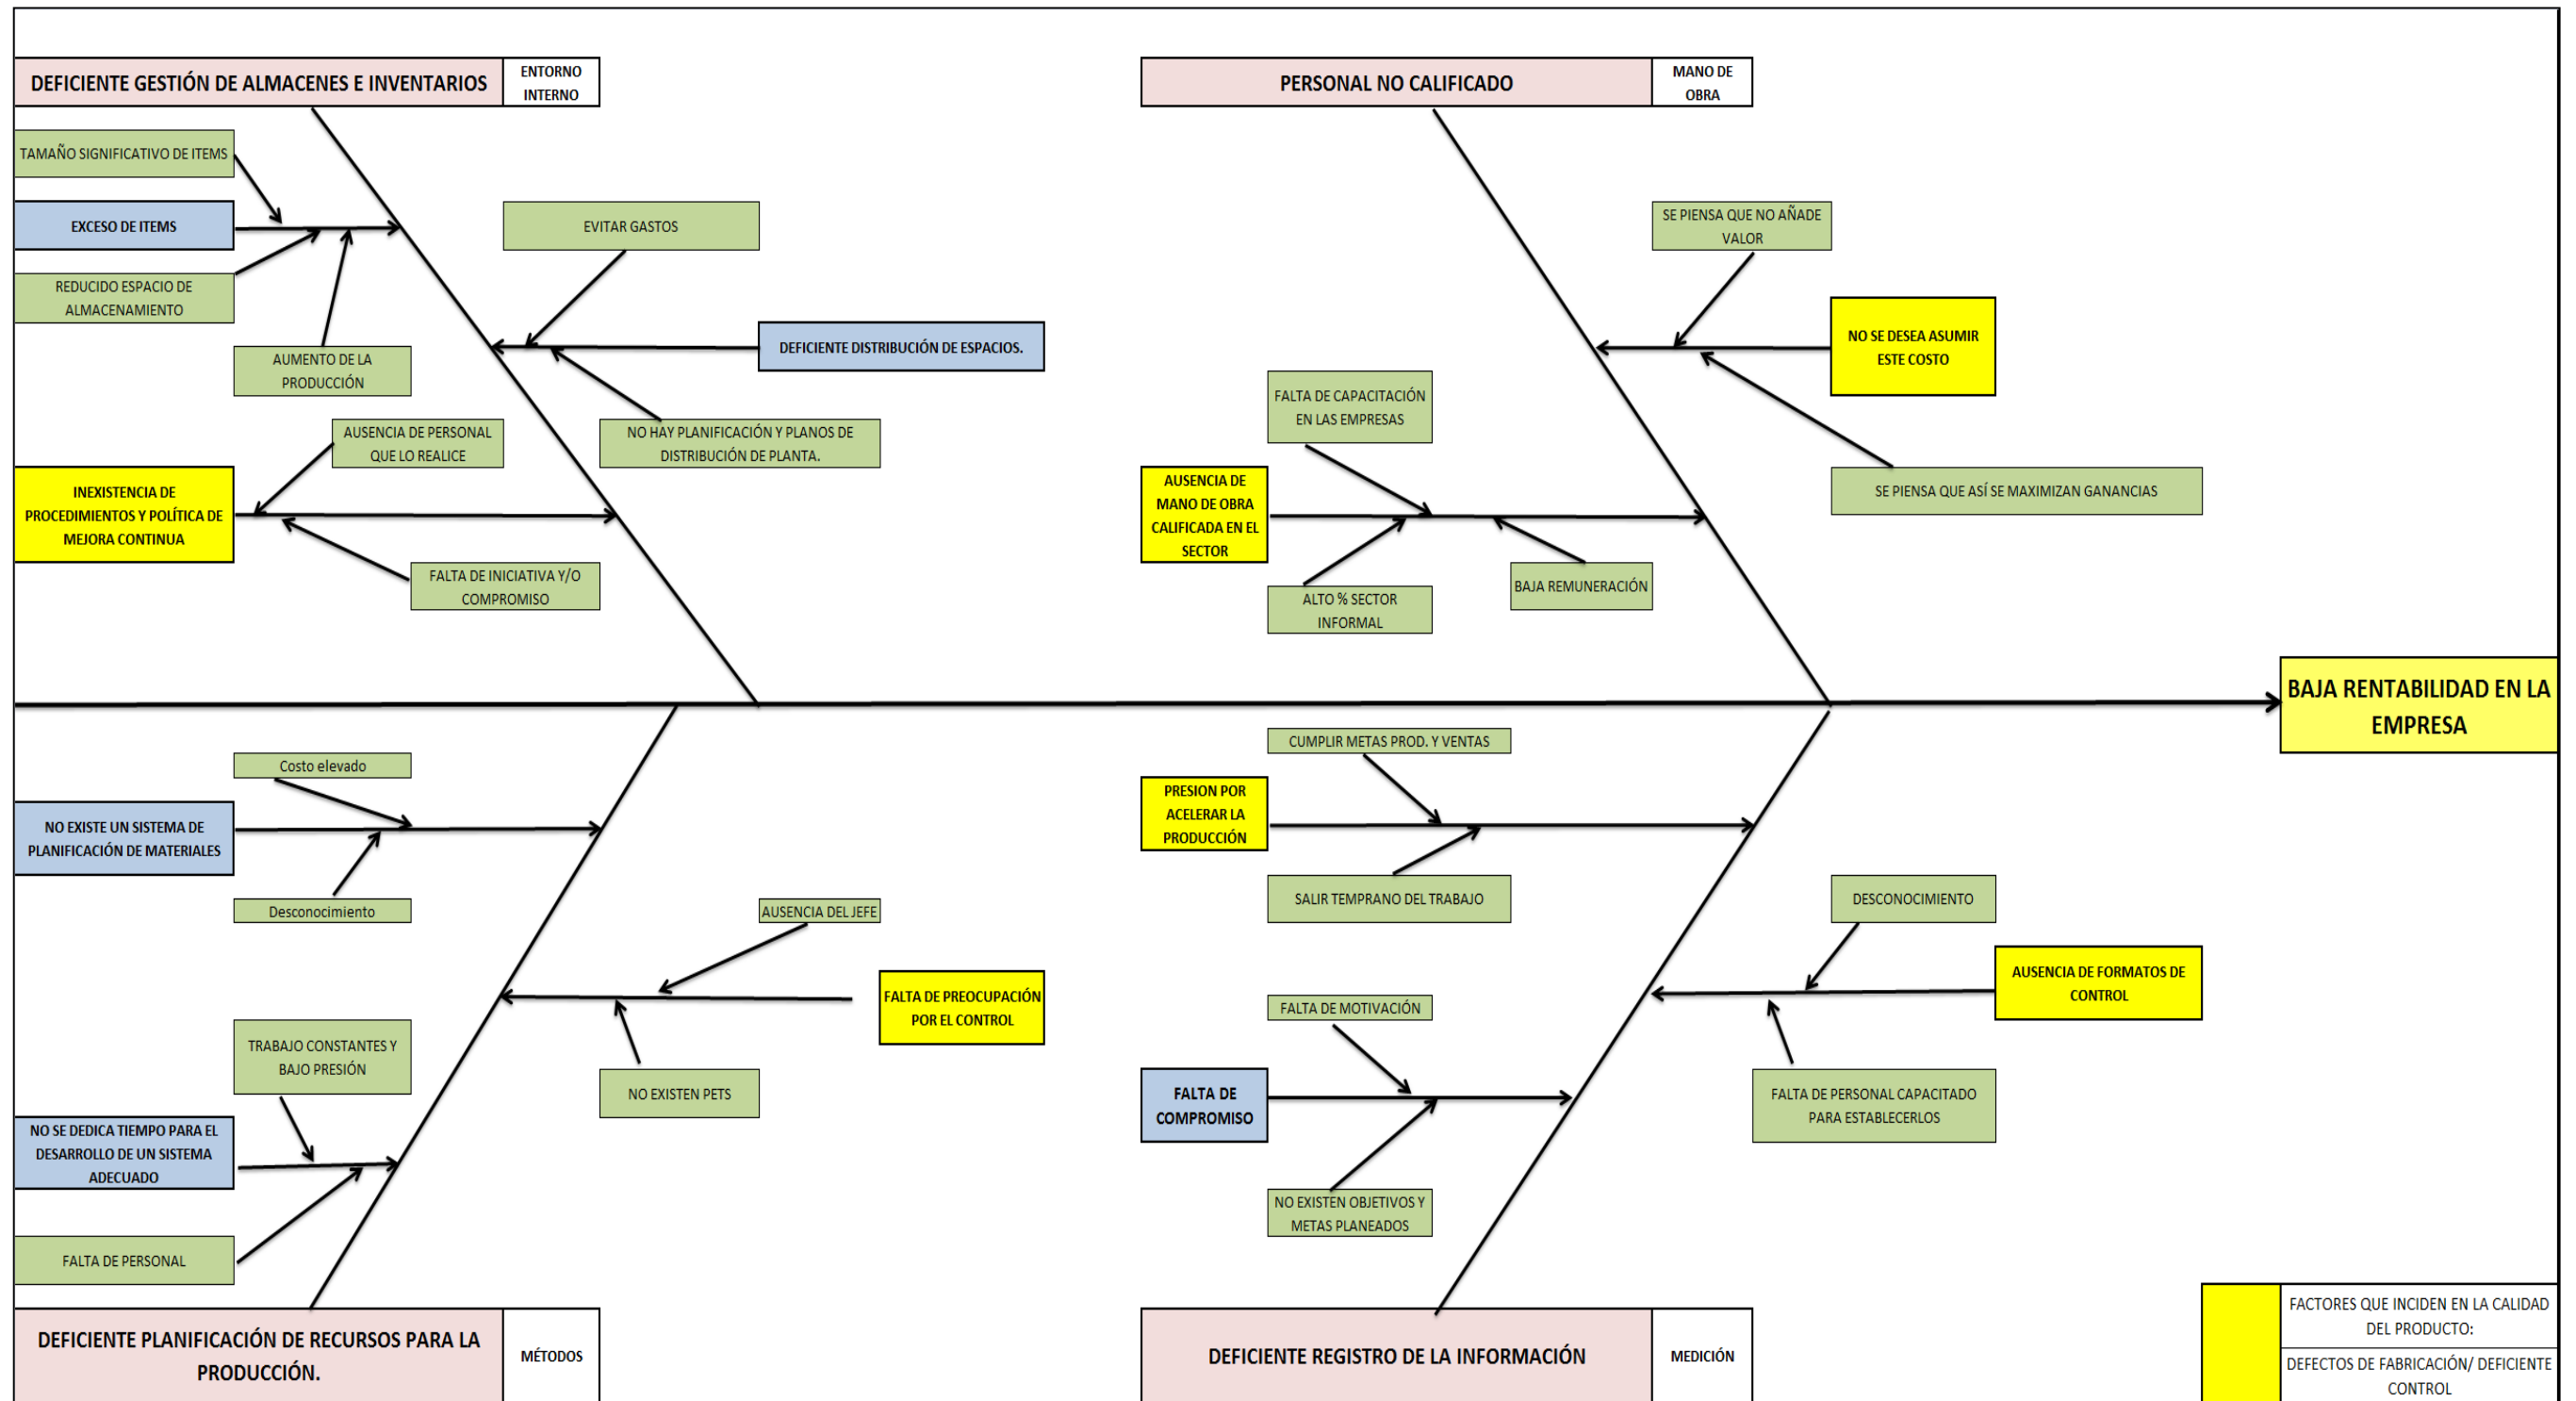 DEFICIENTE GESTIÓN DE ALMACENES E INVENTARIOS
ENTORNO
INTERNO
PERSONAL NO CALIFICADO
MANO DE
OBRA
TAMAÑO SIGNIFICATIVO DE ITEMS
EXCESO DE ITEMS
REDUCIDO ESPACIO DE
ALMACENAMIENTO
AUMENTO DE LA
PRODUCCIÓN
EVITAR GASTOS
DEFICIENTE DISTRIBUCIÓN DE ESPACIOS.
NO HAY PLANIFICACIÓN Y PLANOS DE
DISTRIBUCIÓN DE PLANTA.
AUSENCIA DE PERSONAL
QUE LO REALICE
INEXISTENCIA DE
PROCEDIMIENTOS Y POLÍTICA DE
MEJORA CONTINUA
FALTA DE INICIATIVA Y/O
COMPROMISO
SE PIENSA QUE NO AÑADE
VALOR
NO SE DESEA ASUMIR
ESTE COSTO
SE PIENSA QUE ASÍ SE MAXIMIZAN GANANCIAS
FALTA DE CAPACITACIÓN
EN LAS EMPRESAS
AUSENCIA DE
MANO DE OBRA
CALIFICADA EN EL
SECTOR
ALTO % SECTOR
INFORMAL
BAJA REMUNERACIÓN
BAJA RENTABILIDAD EN LA
EMPRESA
Costo elevado
NO EXISTE UN SISTEMA DE
PLANIFICACIÓN DE MATERIALES
Desconocimiento
AUSENCIA DEL JEFE
FALTA DE PREOCUPACIÓN
POR EL CONTROL
NO EXISTEN PETS
TRABAJO CONSTANTES Y
BAJO PRESIÓN
NO SE DEDICA TIEMPO PARA EL
DESARROLLO DE UN SISTEMA
ADECUADO
FALTA DE PERSONAL
CUMPLIR METAS PROD. Y VENTAS
PRESION POR
ACELERAR LA
PRODUCCIÓN
SALIR TEMPRANO DEL TRABAJO
DESCONOCIMIENTO
AUSENCIA DE FORMATOS DE
CONTROL
FALTA DE PERSONAL CAPACITADO
PARA ESTABLECERLOS
FALTA DE MOTIVACIÓN
FALTA DE
COMPROMISO
NO EXISTEN OBJETIVOS Y
METAS PLANEADOS
DEFICIENTE PLANIFICACIÓN DE RECURSOS PARA LA
PRODUCCIÓN.
MÉTODOS
DEFICIENTE REGISTRO DE LA INFORMACIÓN
MEDICIÓN
FACTORES QUE INCIDEN EN LA CALIDAD
DEL PRODUCTO:
DEFECTOS DE FABRICACIÓN/ DEFICIENTE
CONTROL